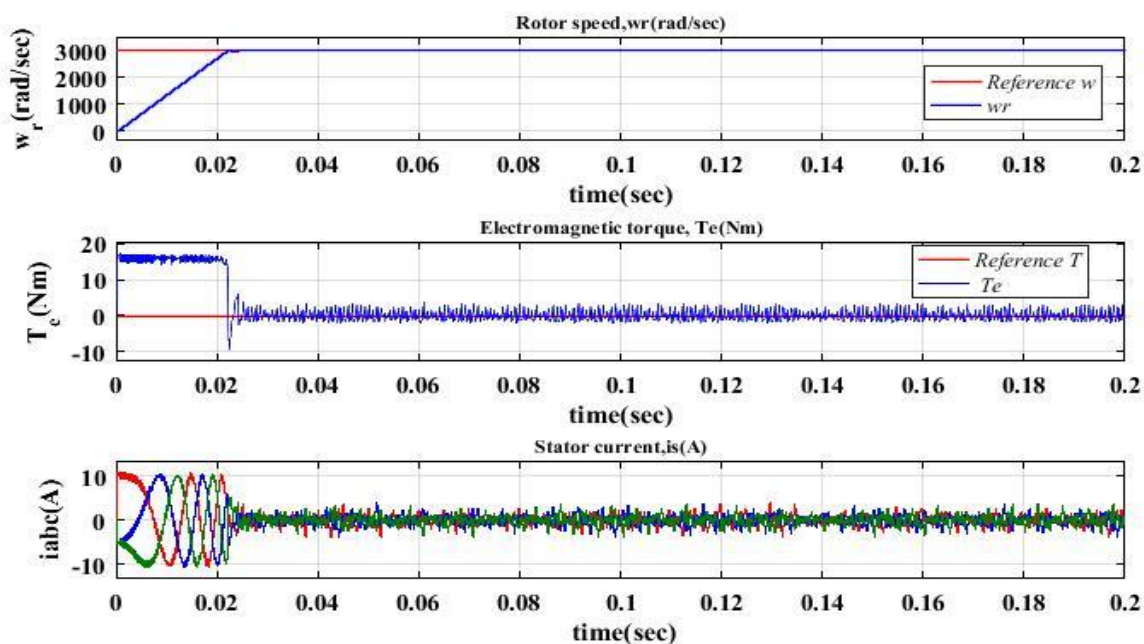 Rotor speed,wr(rad/sec)
w_r(rad/sec)
3000
2000
1000
0
Reference w
wr
0 0.02 0.04 0.06 0.08 0.1 0.12 0.14 0.16 0.18 0.2
time(sec)
Electromagnetic torque, Te(Nm)
T_e(Nm)
20
10
0
-10
Reference T
Te
0 0.02 0.04 0.06 0.08 0.1 0.12 0.14 0.16 0.18 0.2
time(sec)
Stator current,is(A)
iabc(A)
10
0
-10
0 0.02 0.04 0.06 0.08 0.1 0.12 0.14 0.16 0.18 0.2
time(sec)